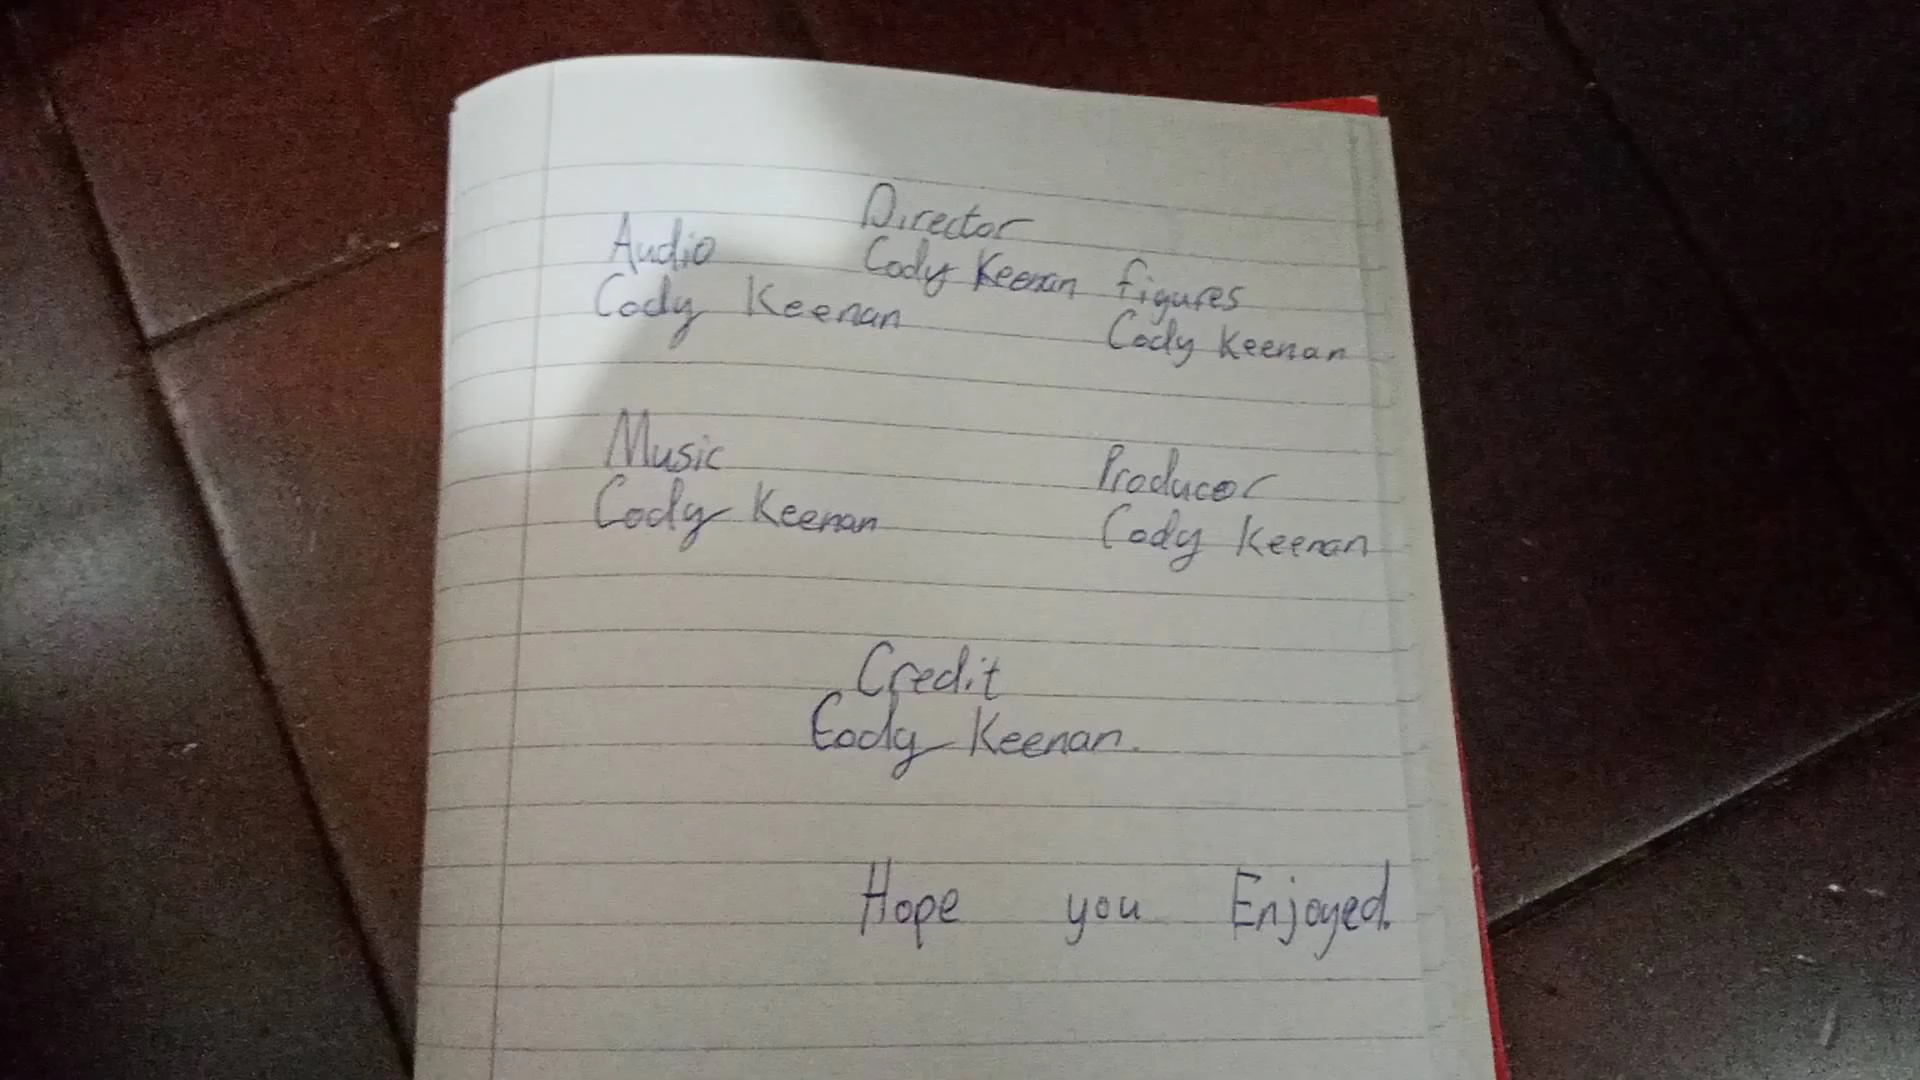 Director
Cody Keenan
Audio
Cody Keenan
figures
Cody Keenan
Music
Cody Keenan
Producer
Cody Keenan
Credit
Cody Keenan.
Hope you Enjoyed.